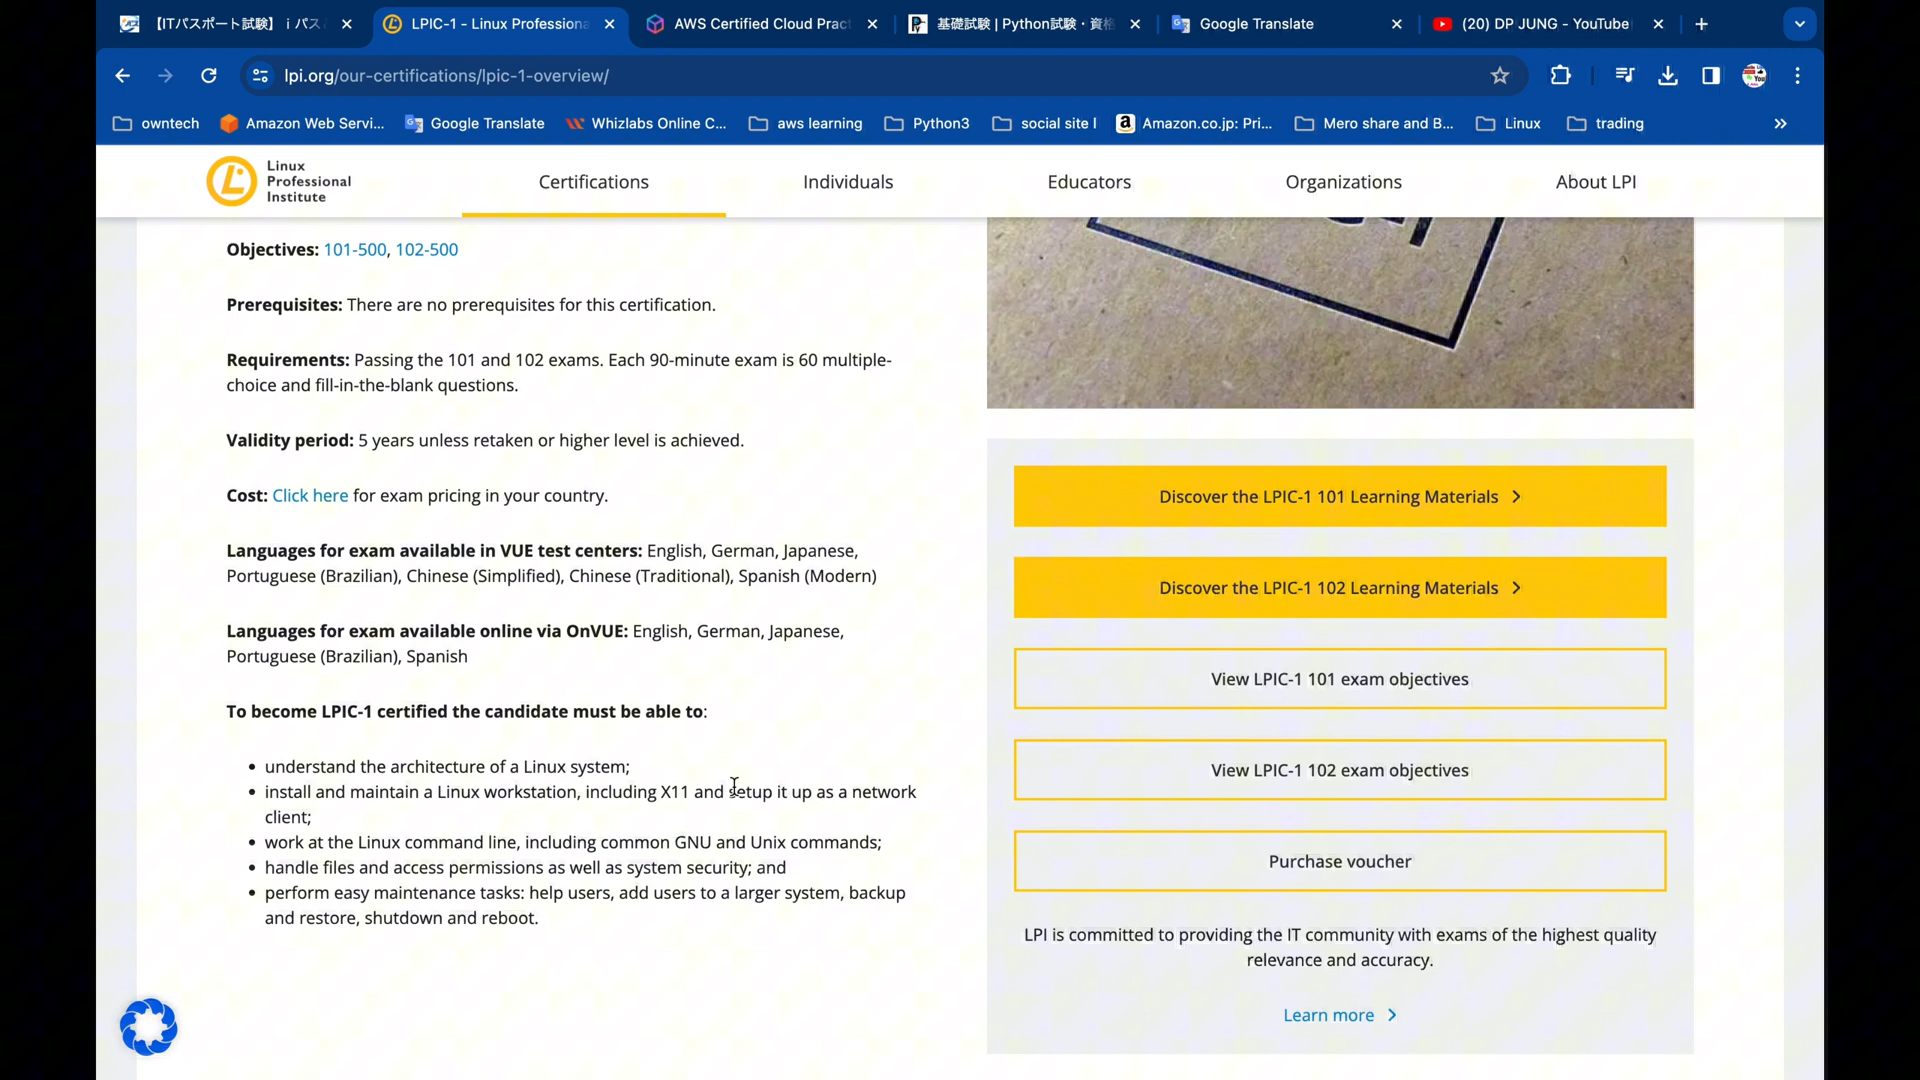 【ITパスポート試験】iパス
LPIC-1 - Linux Professiona
AWS Certified Cloud Pract
基礎試験 | Python試験・資格
Google Translate
(20) DP JUNG - YouTube
lpi.org/our-certifications/lpic-1-overview/
owntech
Amazon Web Servi...
Google Translate
Whizlabs Online C...
aws learning
Python3
social site l
Amazon.co.jp: Pri...
Mero share and B...
Linux
trading
Linux
Professional
Institute
Certifications
Individuals
Educators
Organizations
About LPI
Objectives: 101-500, 102-500
Prerequisites: There are no prerequisites for this certification.
Requirements: Passing the 101 and 102 exams. Each 90-minute exam is 60 multiple-
choice and fill-in-the-blank questions.
Validity period: 5 years unless retaken or higher level is achieved.
Cost: Click here for exam pricing in your country.
Languages for exam available in VUE test centers: English, German, Japanese,
Portuguese (Brazilian), Chinese (Simplified), Chinese (Traditional), Spanish (Modern)
Languages for exam available online via OnVUE: English, German, Japanese,
Portuguese (Brazilian), Spanish
To become LPIC-1 certified the candidate must be able to:
• understand the architecture of a Linux system;
• install and maintain a Linux workstation, including X11 and setup it up as a network
client;
• work at the Linux command line, including common GNU and Unix commands;
• handle files and access permissions as well as system security; and
• perform easy maintenance tasks: help users, add users to a larger system, backup
and restore, shutdown and reboot.
Discover the LPIC-1 101 Learning Materials
Discover the LPIC-1 102 Learning Materials
View LPIC-1 101 exam objectives
View LPIC-1 102 exam objectives
Purchase voucher
LPI is committed to providing the IT community with exams of the highest quality
relevance and accuracy.
Learn more